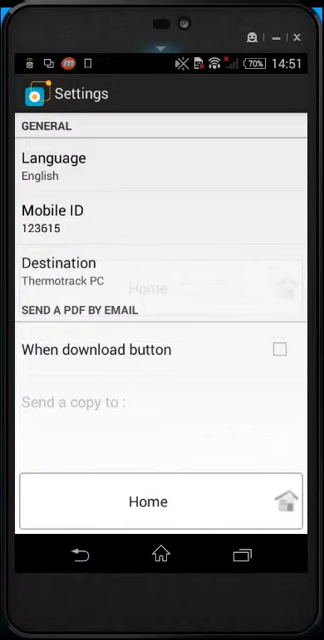 70%
14:51
Settings
GENERAL
Language
English
Mobile ID
123615
Destination
Thermotrack PC
Home
SEND A PDF BY EMAIL
When download button
Send a copy to :
Home